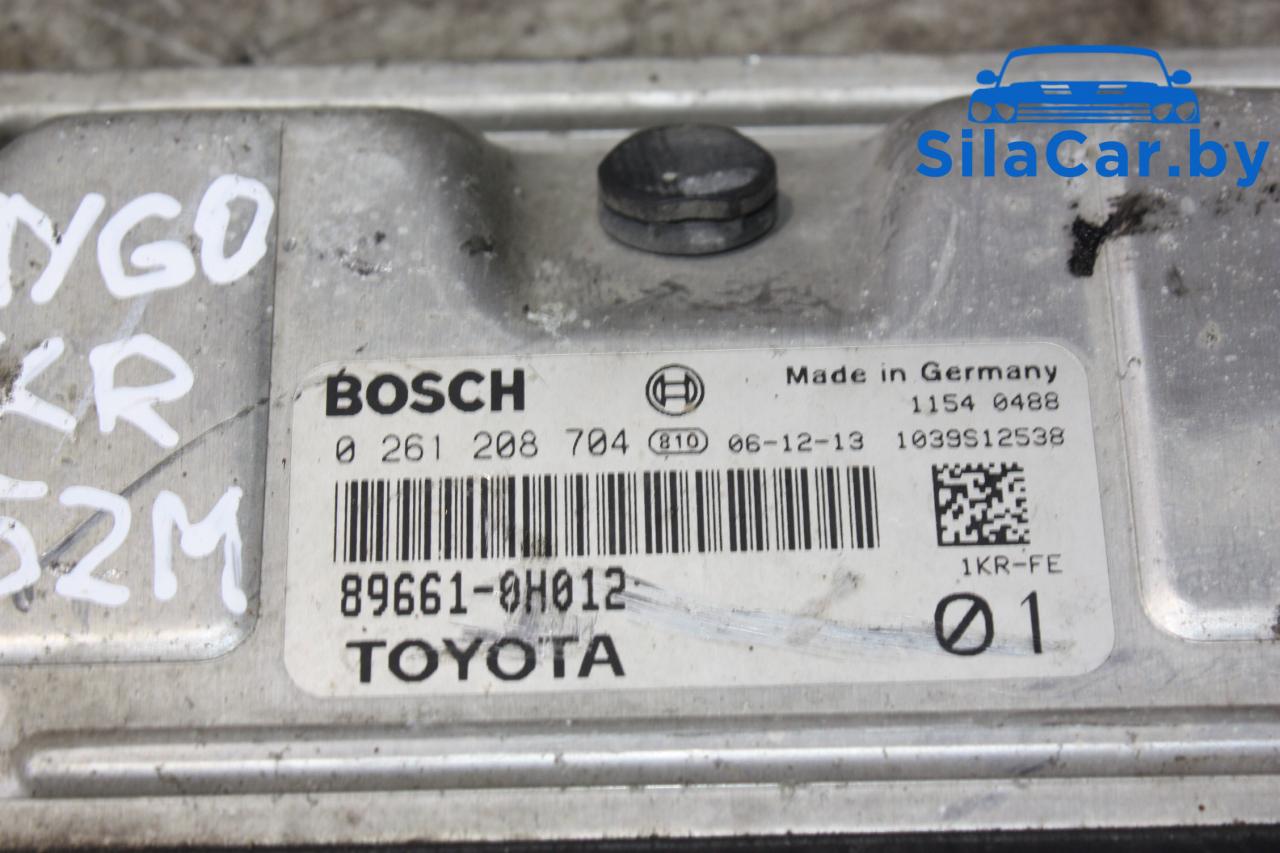 SilaCar.by
YGO
KR
52M
BOSCH
Made in Germany
1154 0488
0 261 208 704 810 06-12-13 1039S12538
1KR-FE
89661-0H012
01
TOYOTA